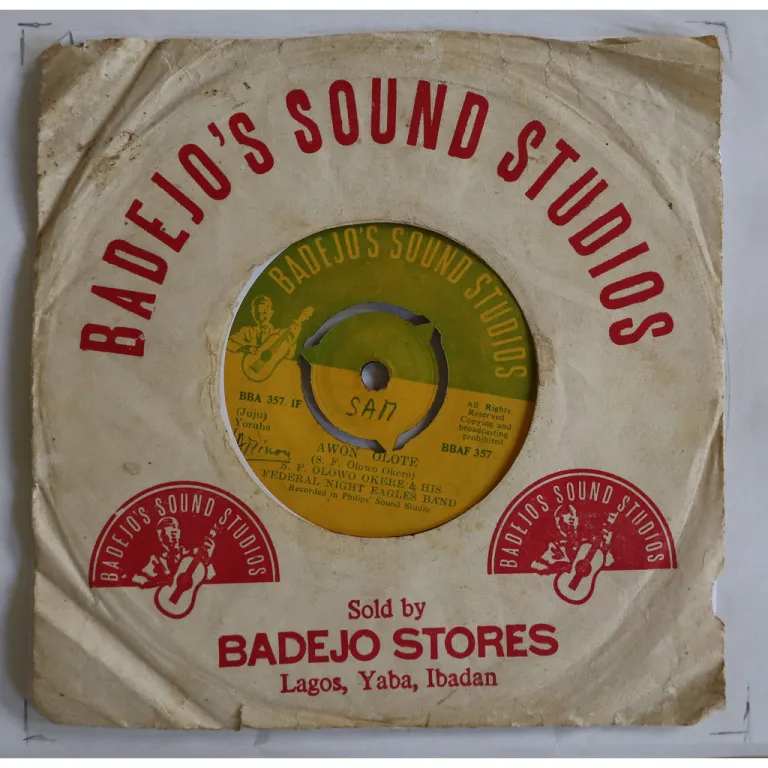 BADEJO'S SOUND STUDIOS
BADEJO'S SOUND STUDIOS
SAM
BBA 357 1F
(Juju)
Yoruba
All Rights
Reserved
Copying and
broadcasting
prohibited
BBAF 357
AWON OLOTE
(S. F. Olowo Okere)
S. F. OLOWO OKERE & HIS
FEDERAL NIGHT EAGLES BAND
Recorded in Philips' Sound Studio
BADEJO'S SOUND STUDIOS
BADEJO'S SOUND STUDIOS
Sold by
BADEJO STORES
Lagos, Yaba, Ibadan